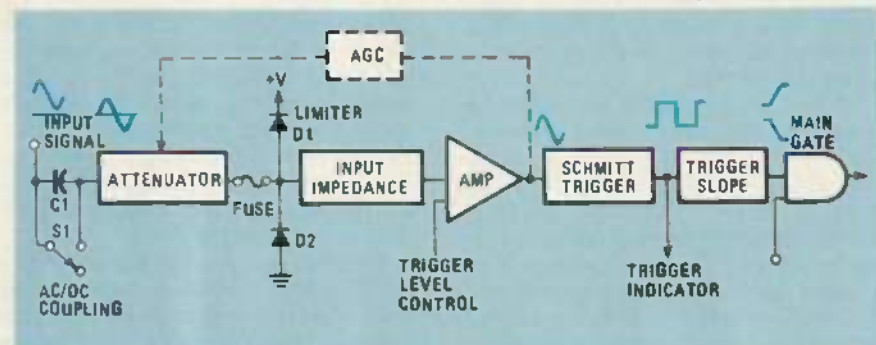 AGC
+V
LIMITER
D1
INPUT
SIGNAL
C1
S1
AC/DC
COUPLING
ATTENUATOR
FUSE
D2
INPUT
IMPEDANCE
AMP
TRIGGER
LEVEL
CONTROL
SCHMITT
TRIGGER
TRIGGER
INDICATOR
TRIGGER
SLOPE
MAIN
GATE